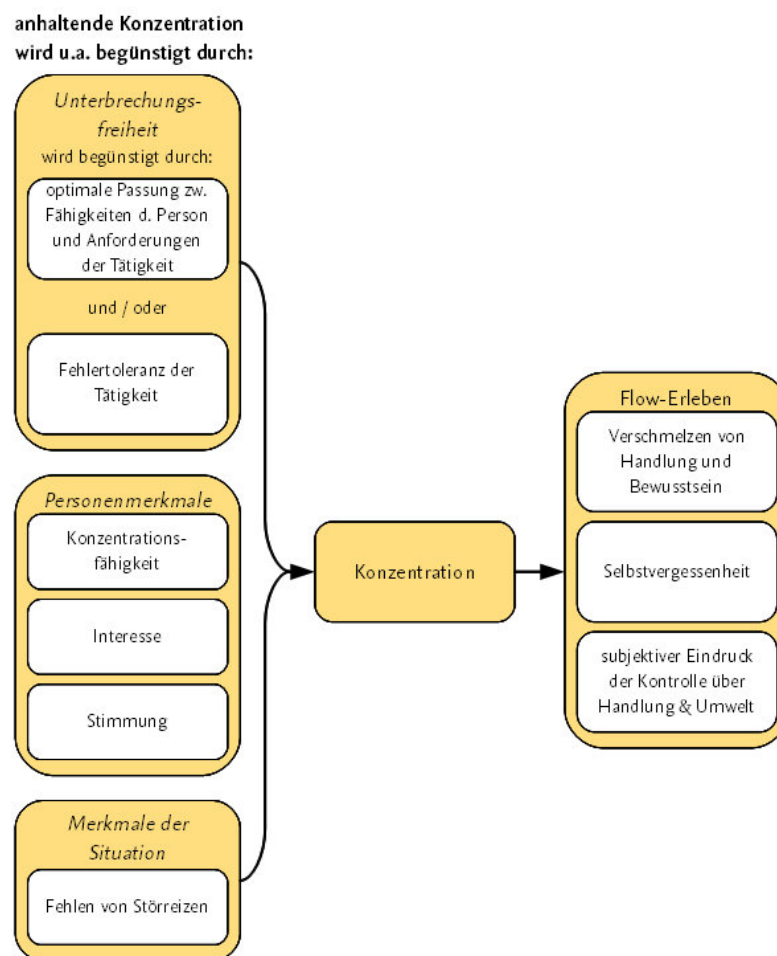 anhaltende Konzentration
wird u.a. begünstigt durch:
Unterbrechungs-
freiheit
wird begünstigt durch:
optimale Passung zw.
Fähigkeiten d. Person
und Anforderungen
der Tätigkeit
und / oder
Fehlertoleranz der
Tätigkeit
Personenmerkmale
Konzentrations-
fähigkeit
Interesse
Stimmung
Merkmale der
Situation
Fehlen von Störreizen
Konzentration
Flow-Erleben
Verschmelzen von
Handlung und
Bewusstsein
Selbstvergessenheit
subjektiver Eindruck
der Kontrolle über
Handlung & Umwelt